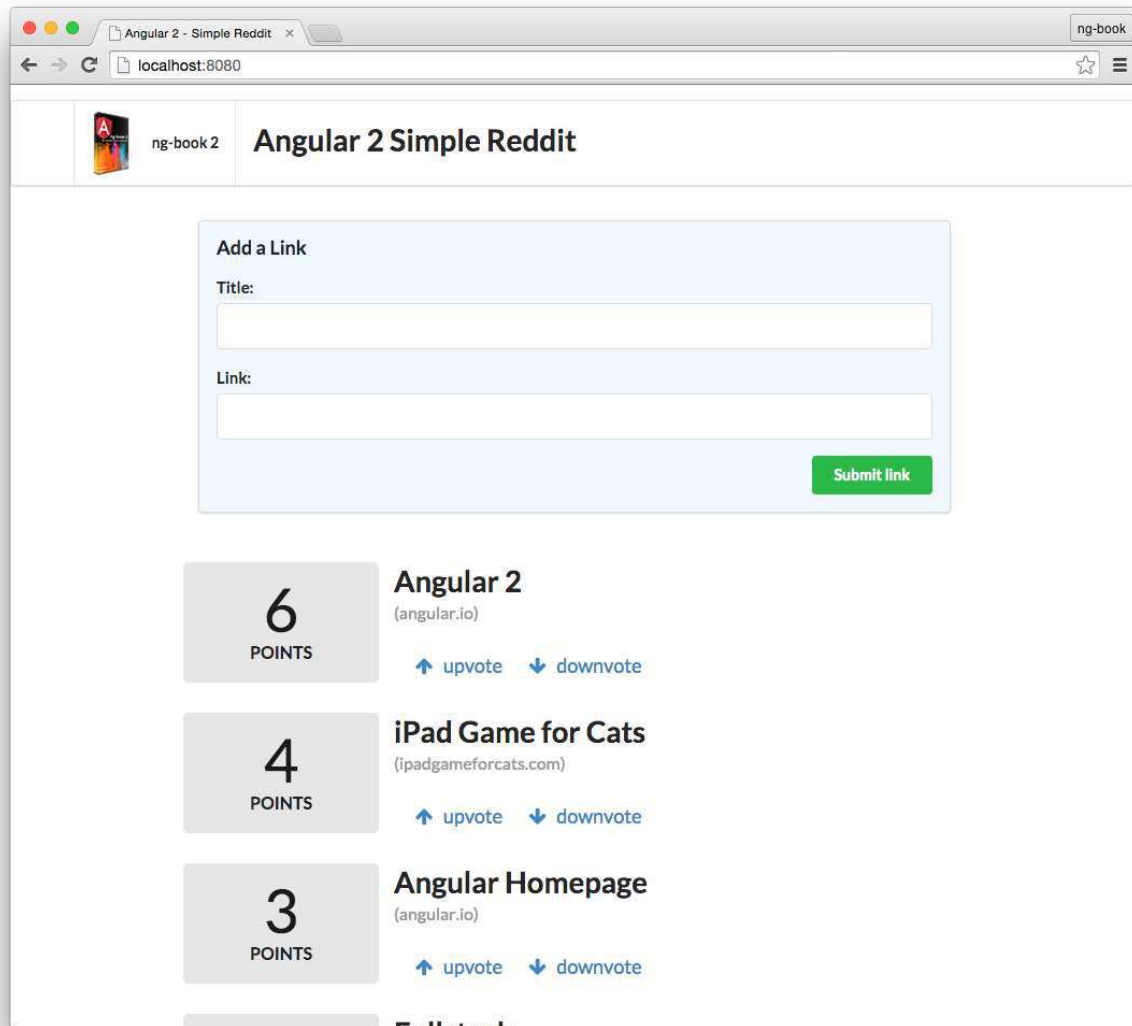 Angular 2 - Simple Reddit
ng-book
localhost:8080
ng-book 2
Angular 2 Simple Reddit
Add a Link
Title:
Link:
Submit link
6
POINTS
Angular 2
(angular.io)
upvote downvote
4
POINTS
iPad Game for Cats
(ipadgameforcats.com)
upvote downvote
3
POINTS
Angular Homepage
(angular.io)
upvote downvote